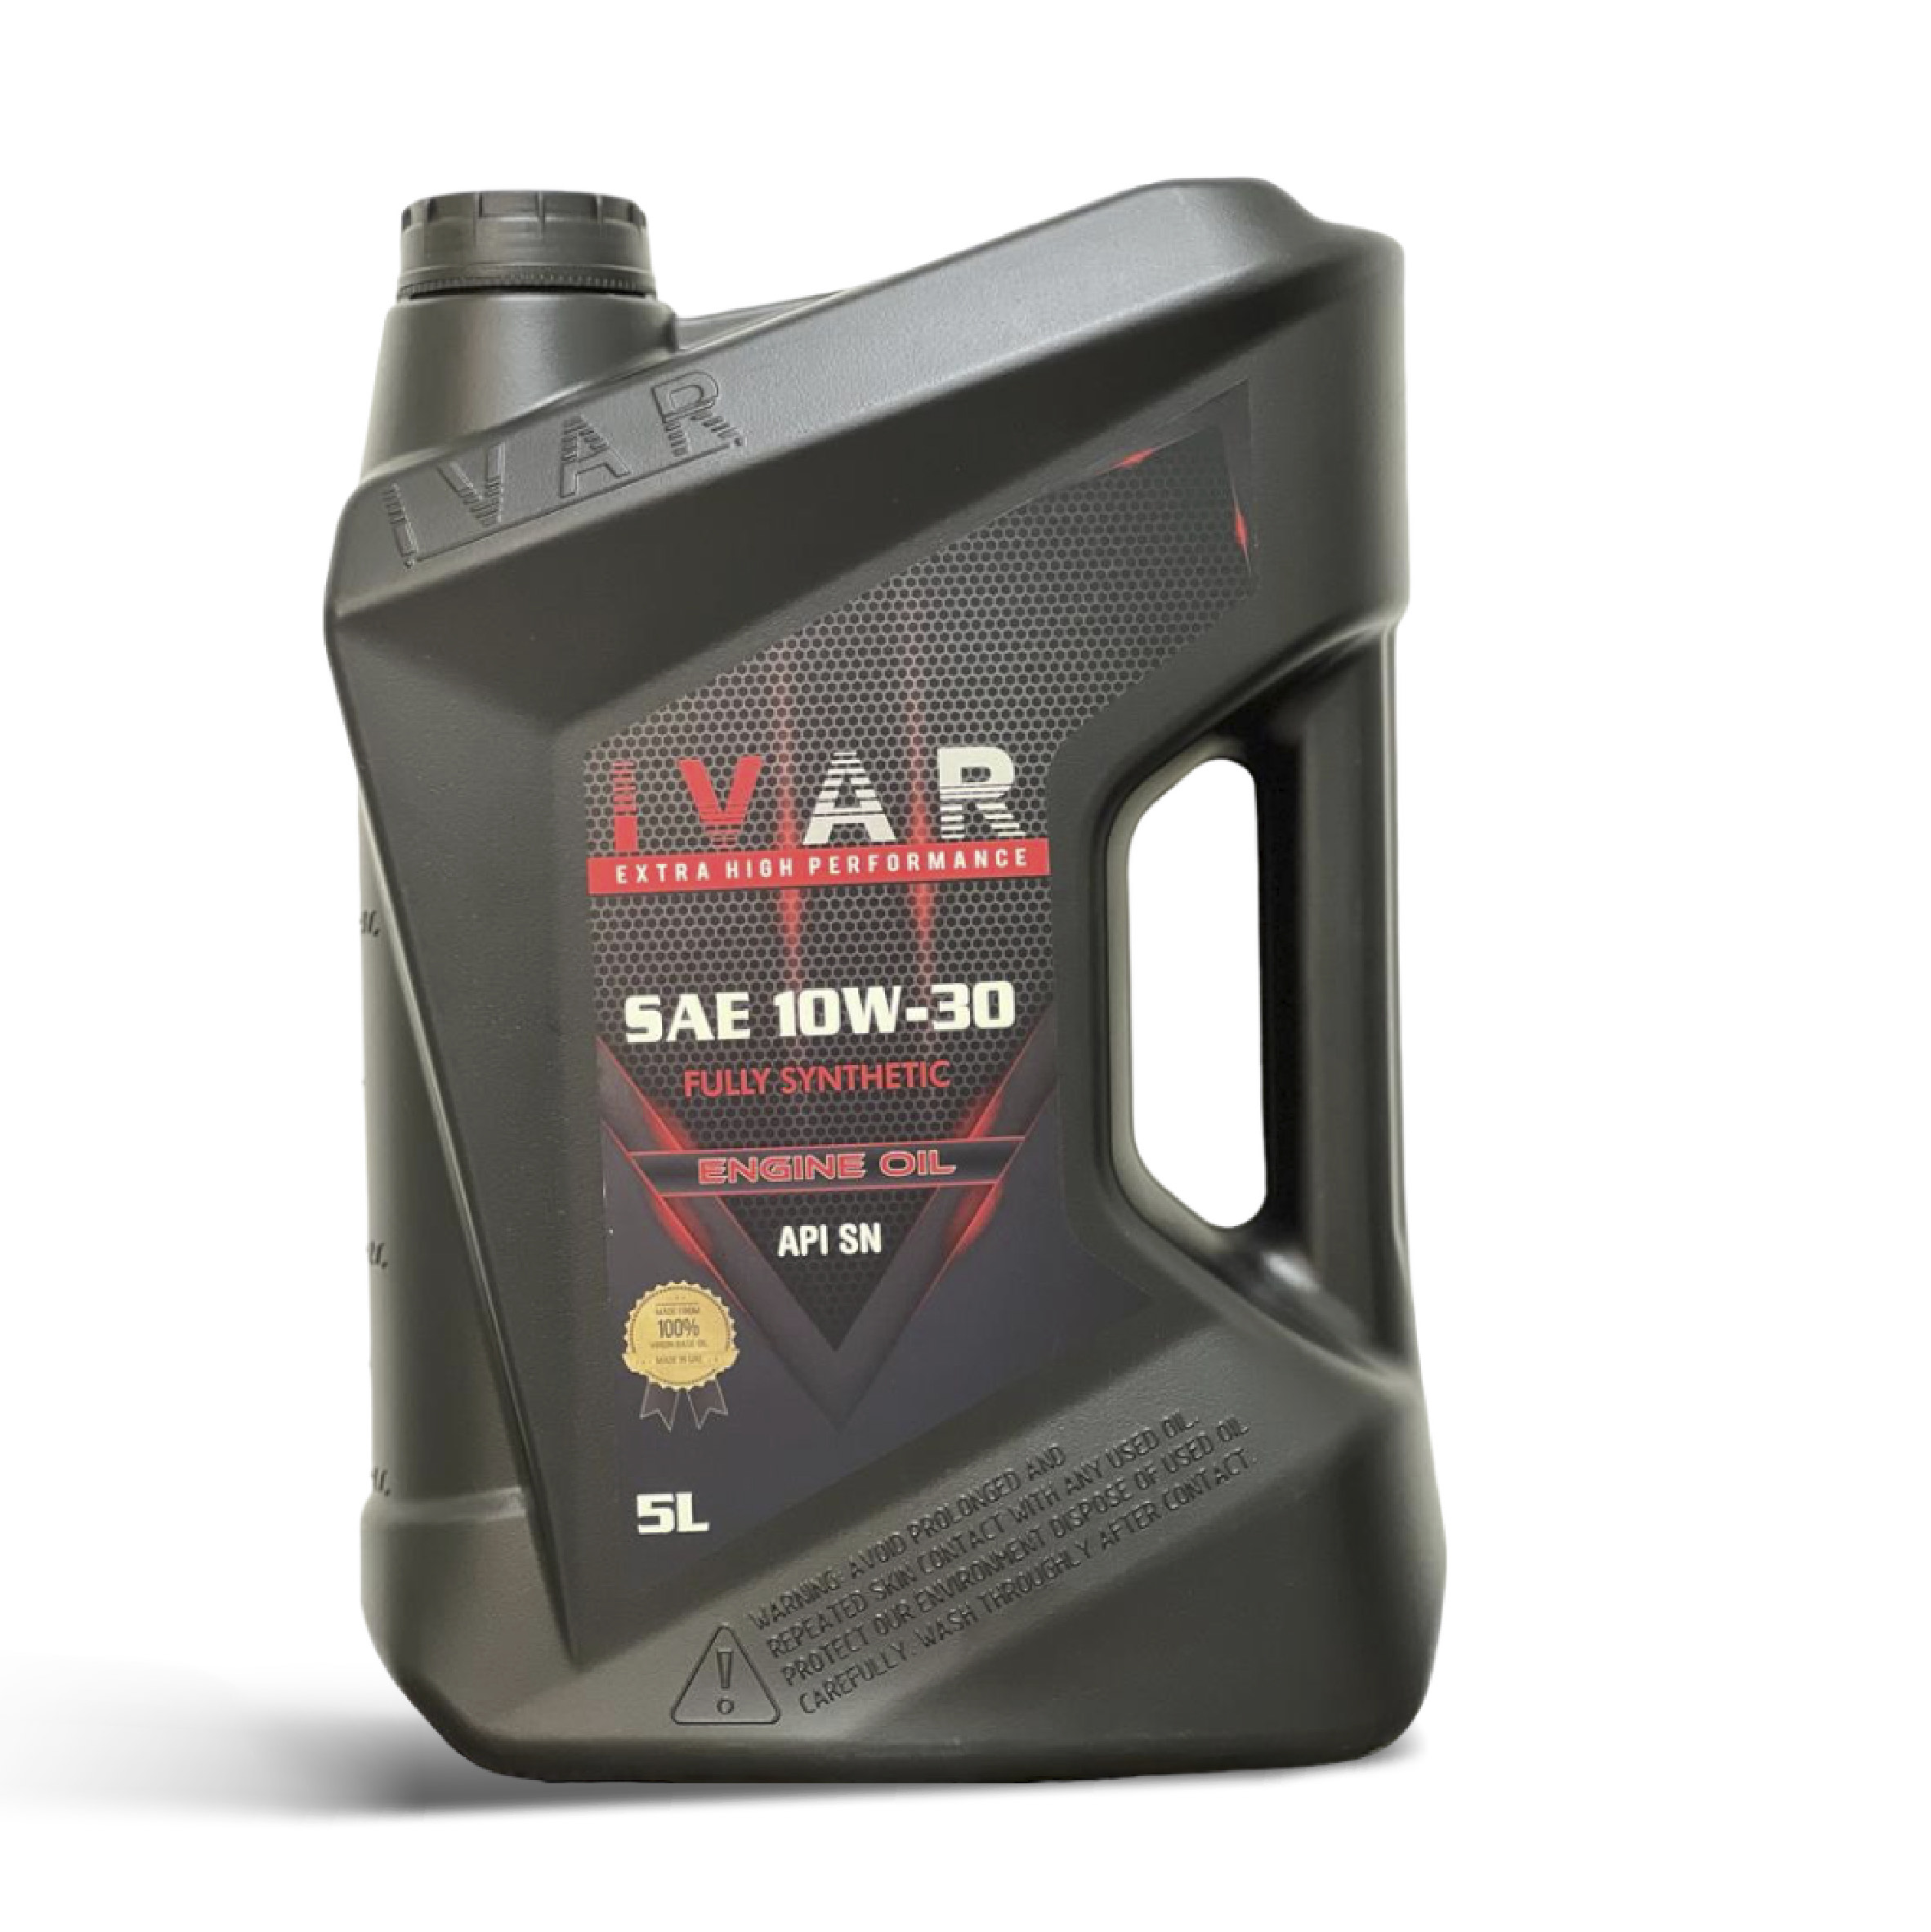 IVAR
IVAR
EXTRA HIGH PERFORMANCE
SAE 10W-30
FULLY SYNTHETIC
ENGINE OIL
API SN
MADE FROM
100%
VIRGIN BASE OIL
MADE IN UAE
5L
WARNING: AVOID PROLONGED AND
REPEATED SKIN CONTACT WITH ANY USED OIL.
PROTECT OUR ENVIRONMENT DISPOSE OF USED OIL
CAREFULLY. WASH THROUGHLY AFTER CONTACT.